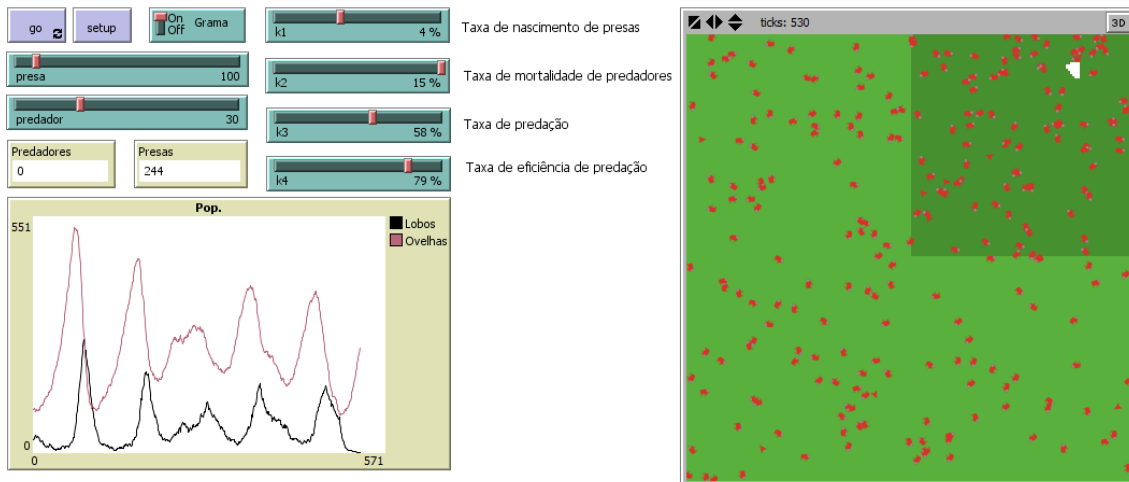 go
setup
On
Off
Grama
k1
4 %
Taxa de nascimento de presas
presa
100
k2
15 %
Taxa de mortalidade de predadores
predador
30
k3
58 %
Taxa de predação
Predadores
0
Presas
244
k4
79 %
Taxa de eficiência de predação
Pop.
551
0
0
571
Lobos
Ovelhas
ticks: 530
3D